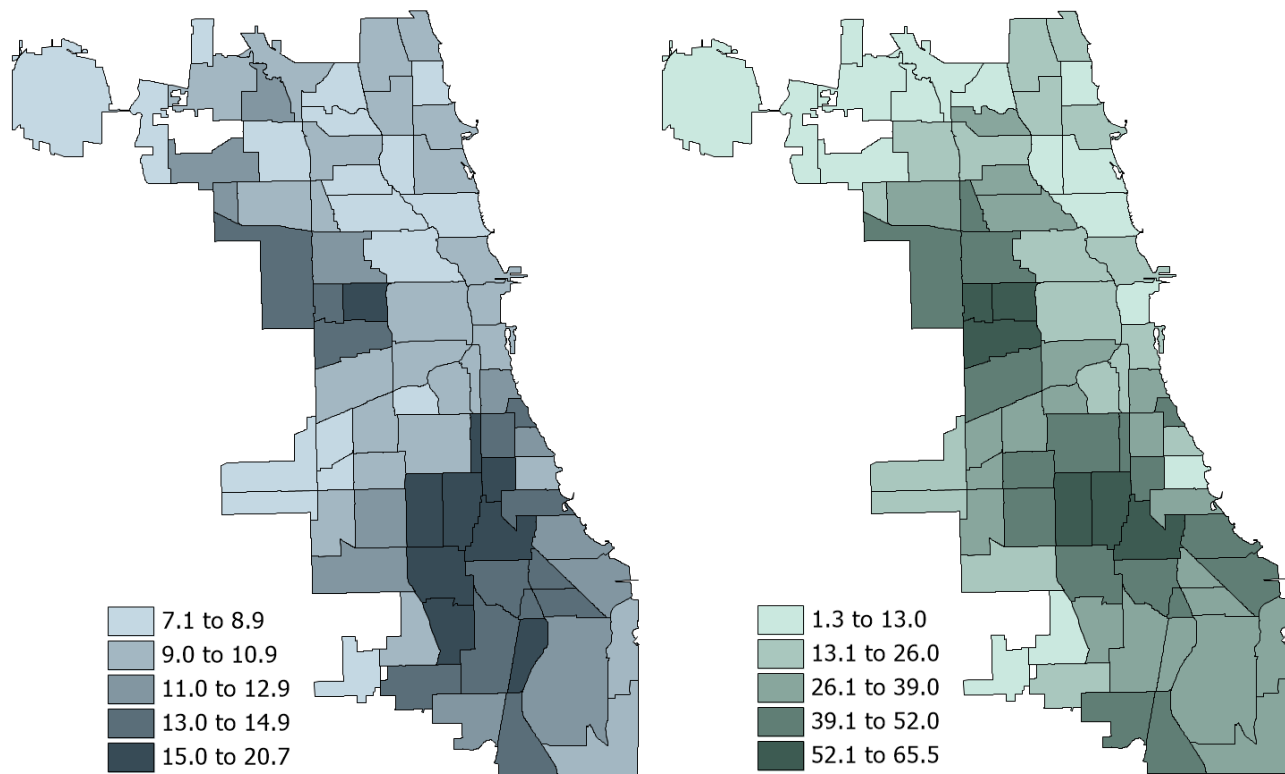 7.1 to 8.9
9.0 to 10.9
11.0 to 12.9
13.0 to 14.9
15.0 to 20.7
1.3 to 13.0
13.1 to 26.0
26.1 to 39.0
39.1 to 52.0
52.1 to 65.5